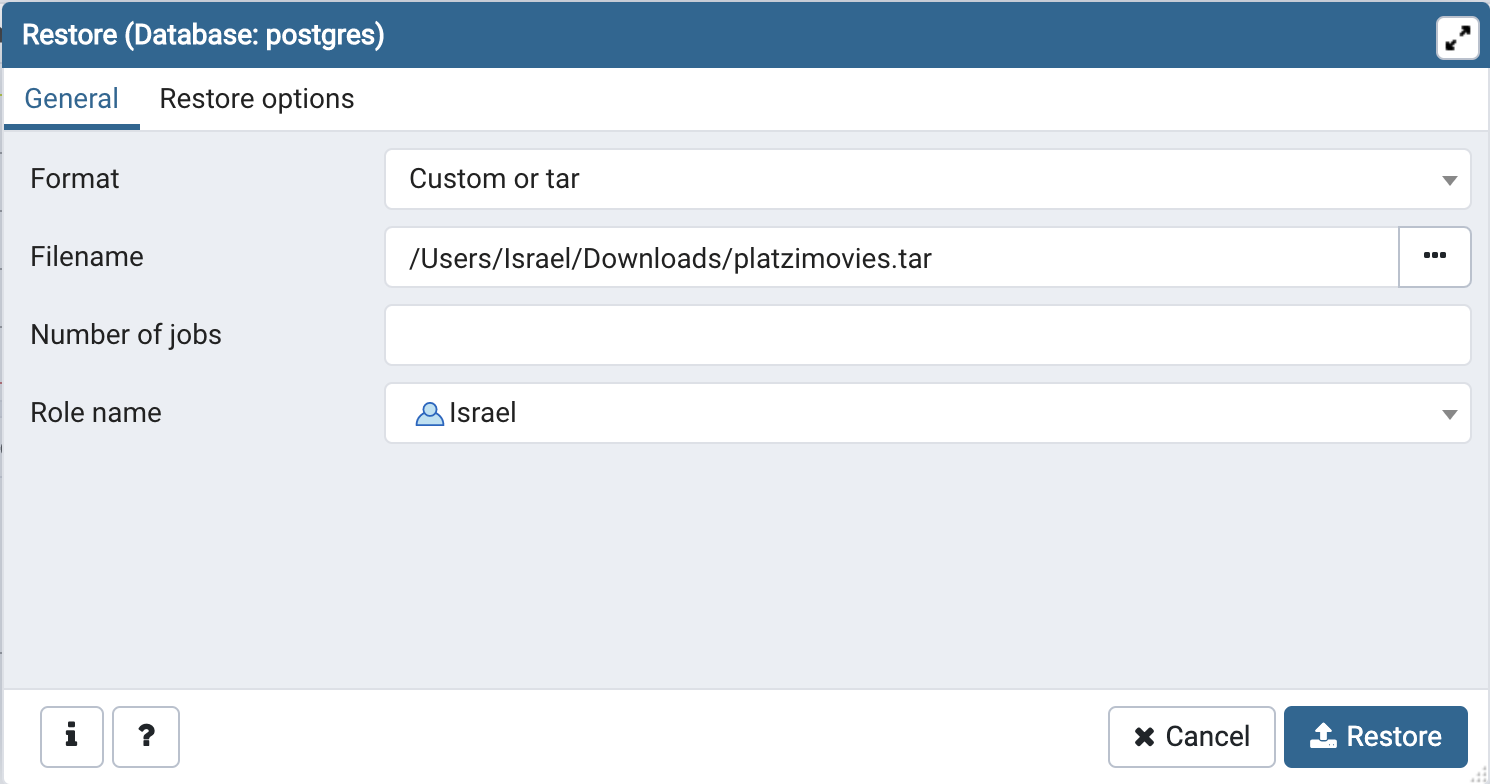 Restore (Database: postgres)
General Restore options
Format Custom or tar
Filename /Users/Israel/Downloads/platzimovies.tar ...
Number of jobs
Role name Israel
i ? Cancel Restore